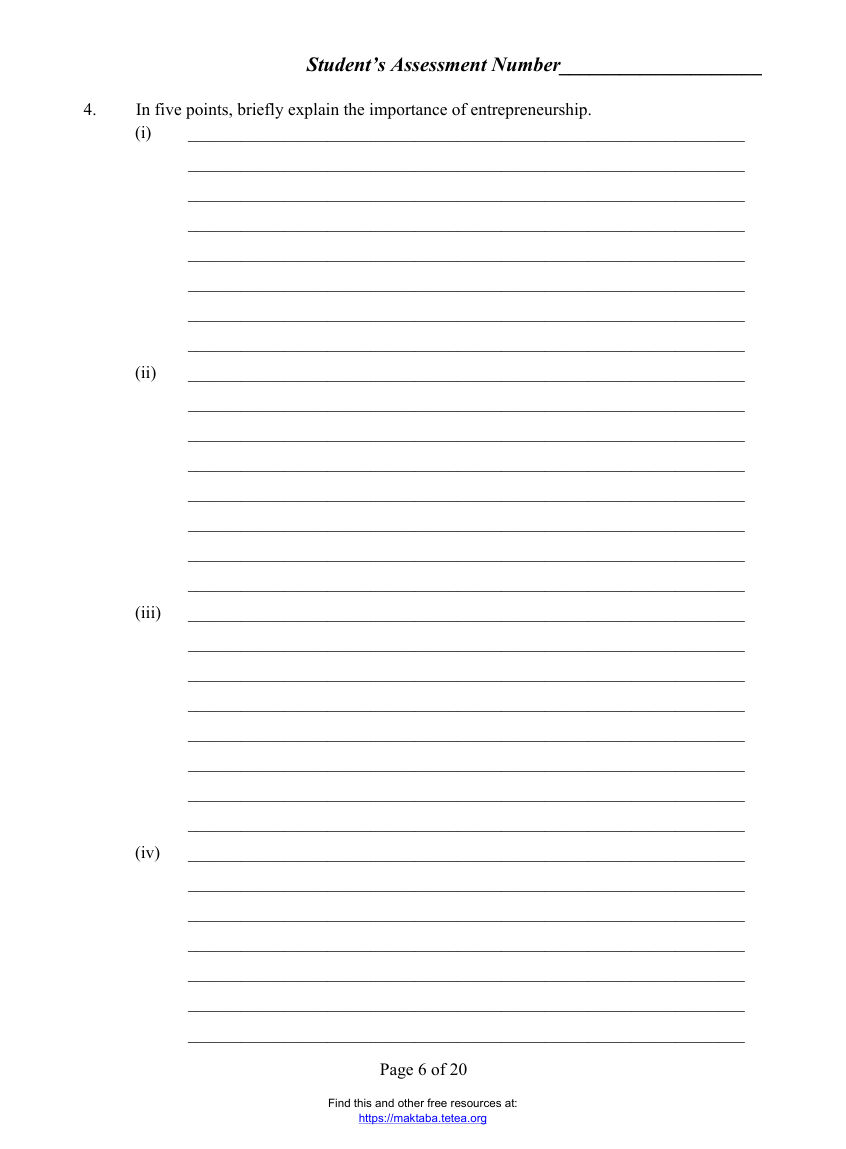 Student's Assessment Number____________________
4. In five points, briefly explain the importance of entrepreneurship.
(i)
(ii)
(iii)
(iv)
Page 6 of 20
Find this and other free resources at:
https://maktaba.tetea.org